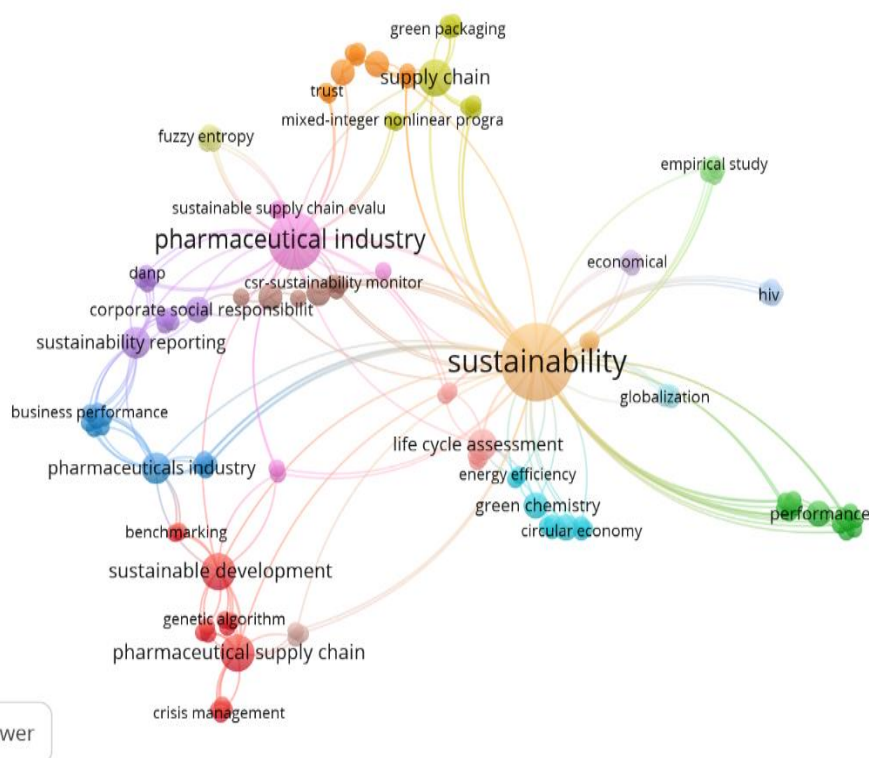 green packaging
supply chain
trust
mixed-integer nonlinear progra
fuzzy entropy
empirical study
sustainable supply chain evalu
pharmaceutical industry
economical
danp
csr-sustainability monitor
hiv
corporate social responsibilit
sustainability reporting
sustainability
globalization
business performance
life cycle assessment
pharmaceuticals industry
energy efficiency
green chemistry
performance
benchmarking
circular economy
sustainable development
genetic algorithm
pharmaceutical supply chain
crisis management
wer